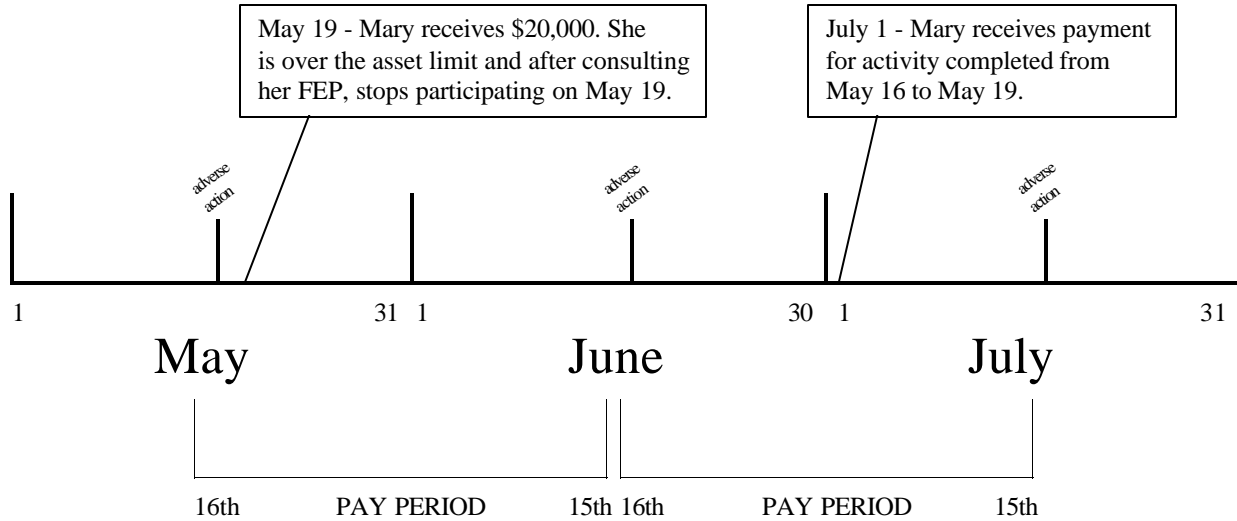 May 19 - Mary receives $20,000. She
is over the asset limit and after consulting
her FEP, stops participating on May 19.
July 1 - Mary receives payment
for activity completed from
May 16 to May 19.
adverse
action
adverse
action
adverse
action
1 31 1 30 1 31
May June July
16th PAY PERIOD 15th 16th PAY PERIOD 15th